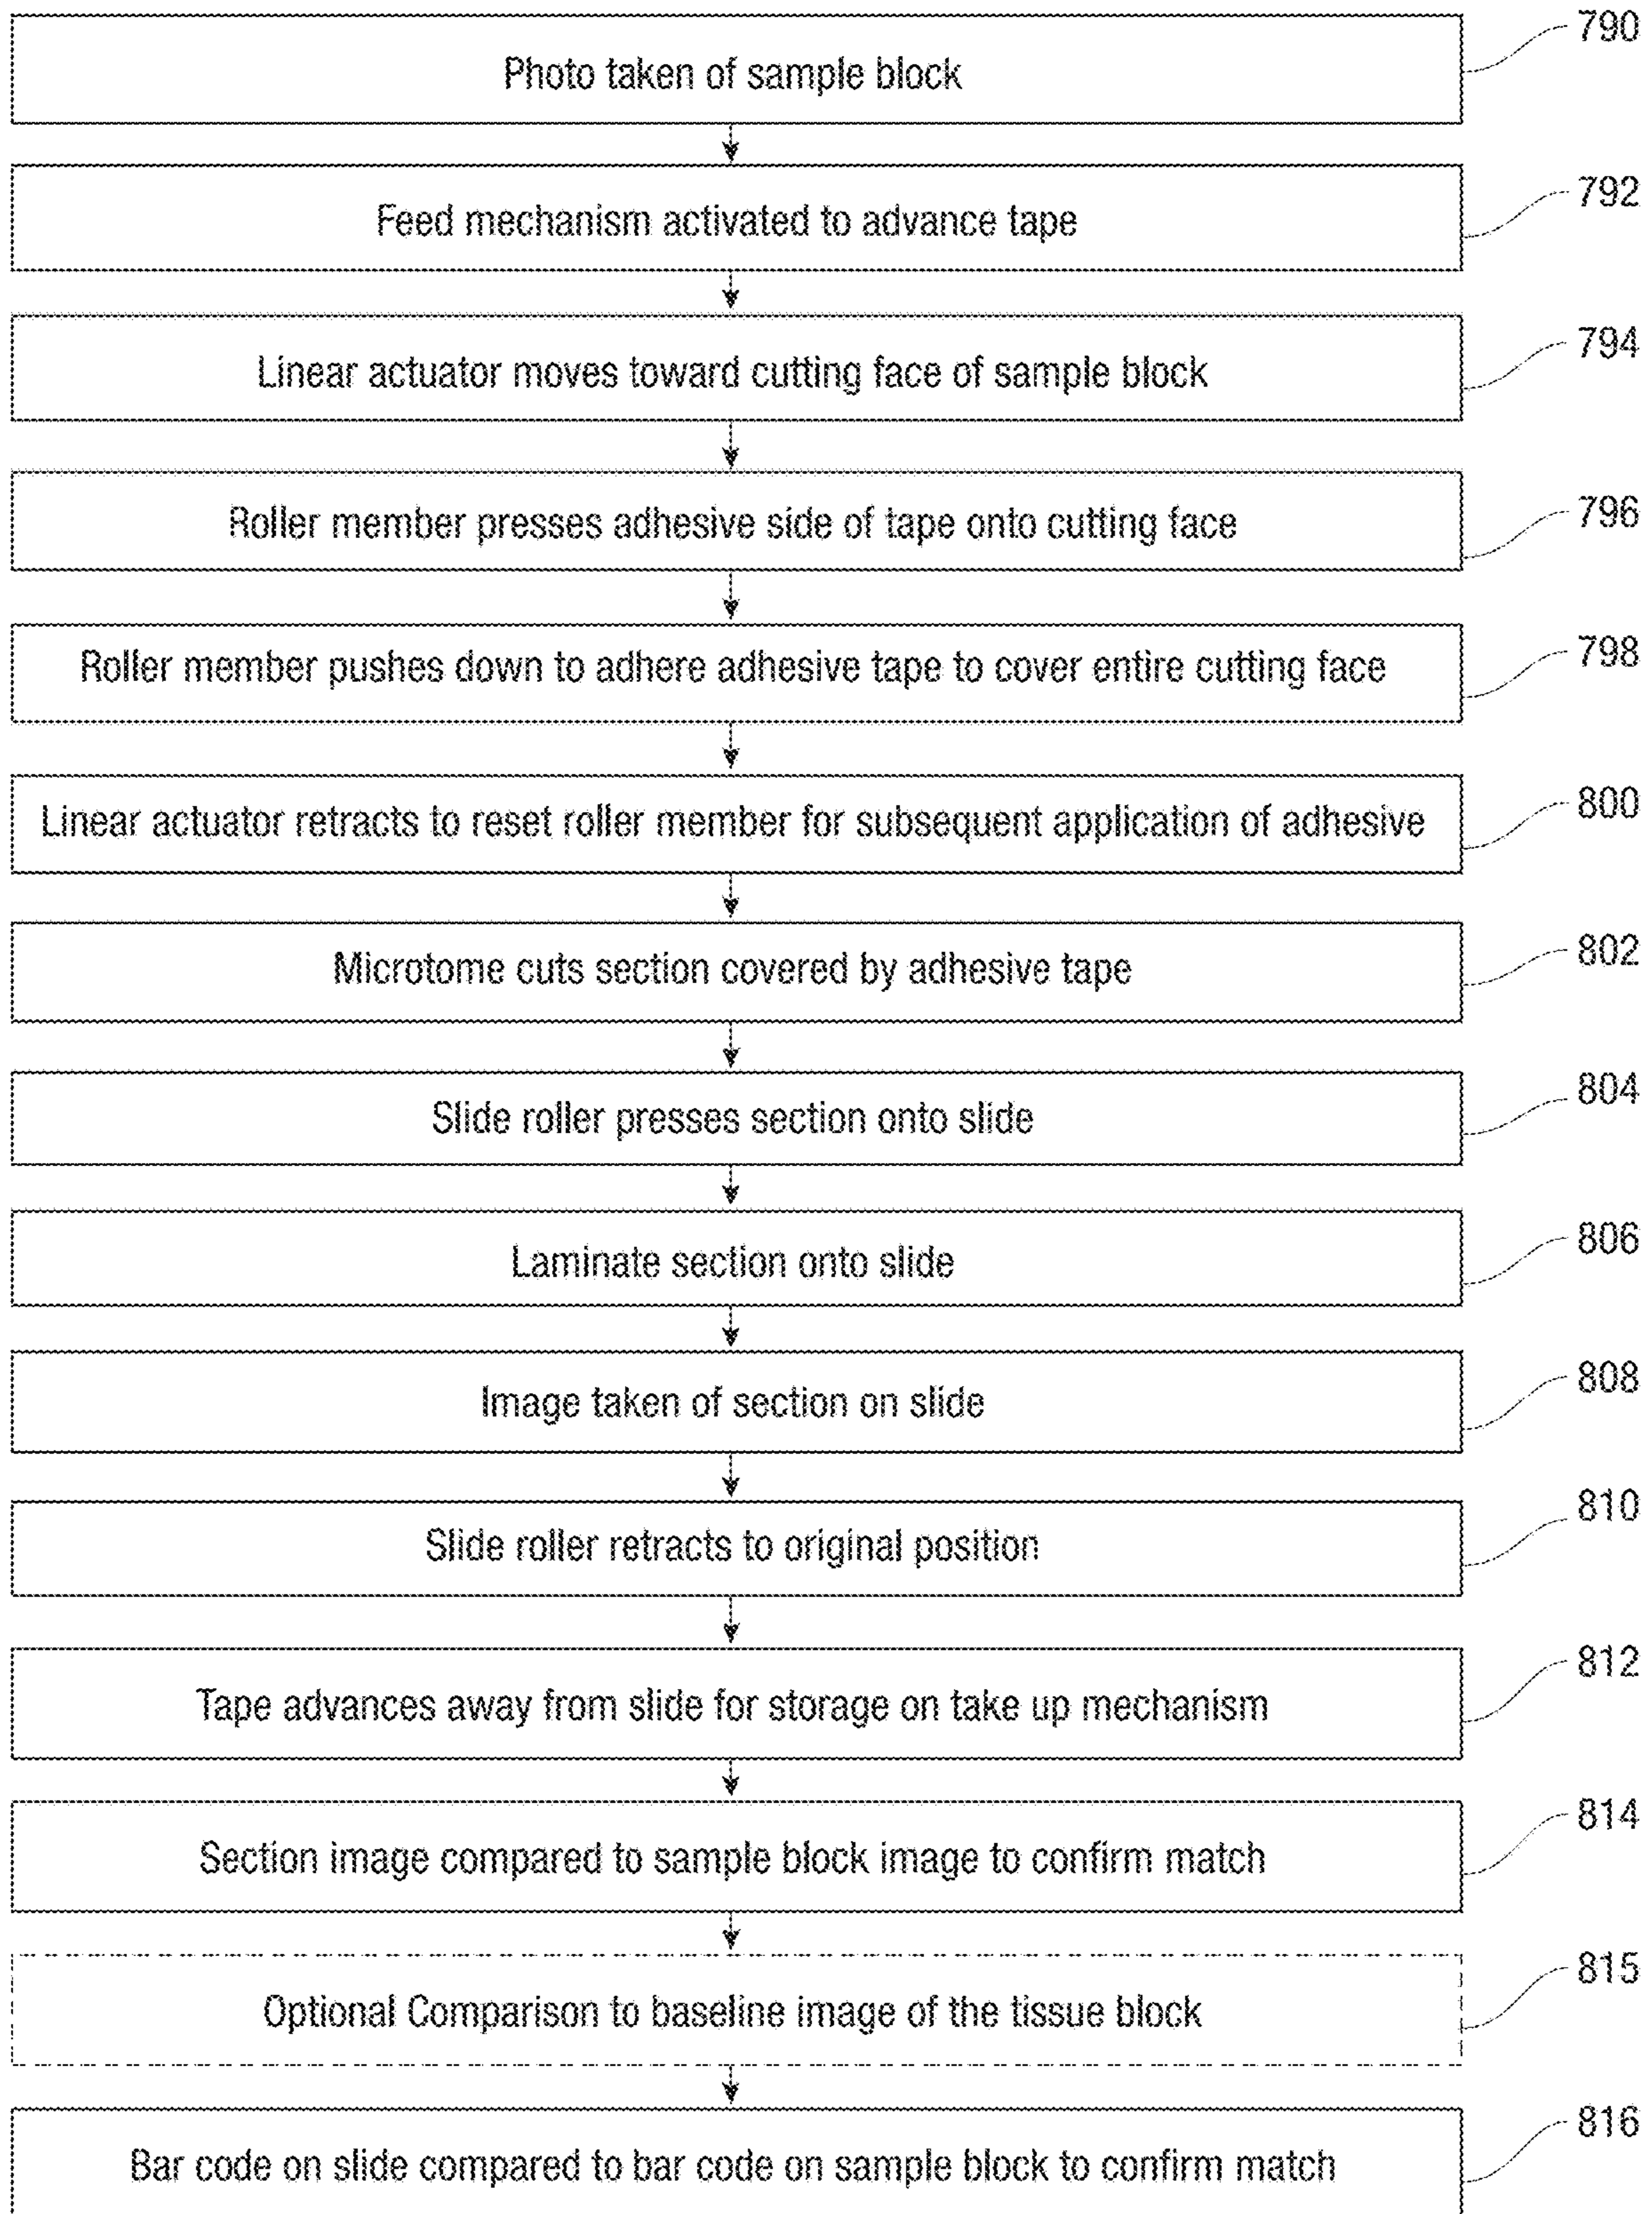 Photo taken of sample block 790
Feed mechanism activated to advance tape 792
Linear actuator moves toward cutting face of sample block 794
Roller member presses adhesive side of tape onto cutting face 796
Roller member pushes down to adhere adhesive tape to cover entire cutting face 798
Linear actuator retracts to reset roller member for subsequent application of adhesive 800
Microtome cuts section covered by adhesive tape 802
Slide roller presses section onto slide 804
Laminate section onto slide 806
Image taken of section on slide 808
Slide roller retracts to original position 810
Tape advances away from slide for storage on take up mechanism 812
Section image compared to sample block image to confirm match 814
Optional Comparison to baseline image of the tissue block 815
Bar code on slide compared to bar code on sample block to confirm match 816